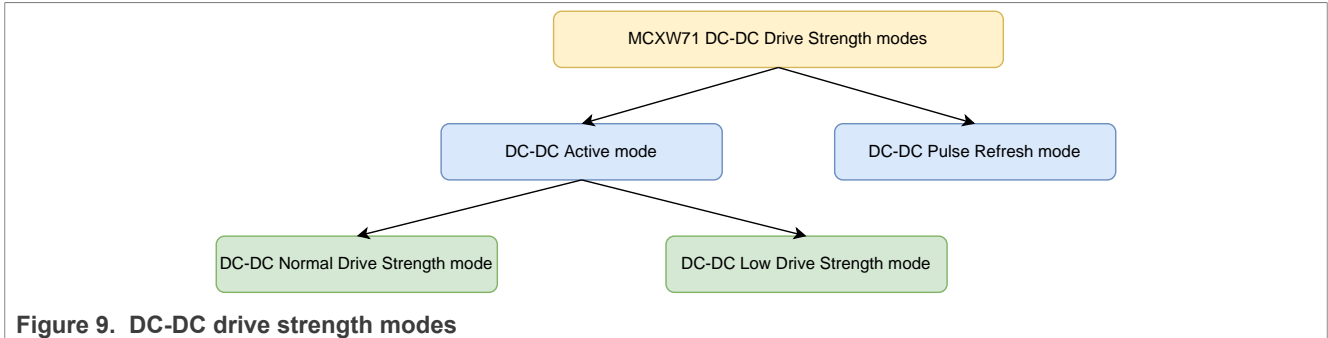 MCXW71 DC-DC Drive Strength modes
DC-DC Active mode
DC-DC Pulse Refresh mode
DC-DC Normal Drive Strength mode
DC-DC Low Drive Strength mode
Figure 9. DC-DC drive strength modes